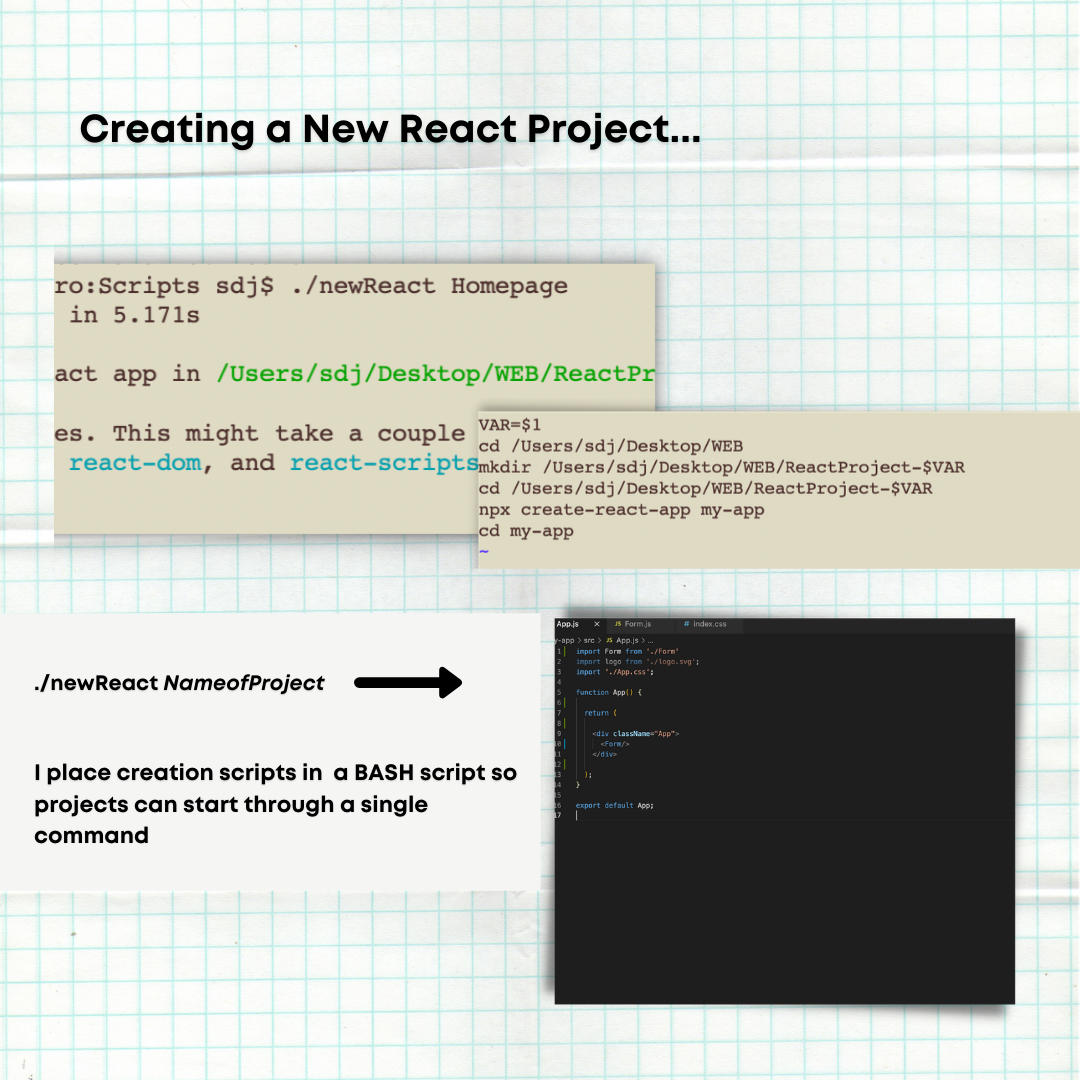 Creating a New React Project...
ro:Scripts sdj$ ./newReact Homepage
in 5.171s
act app in /Users/sdj/Desktop/WEB/ReactPr
es. This might take a couple
react-dom, and react-scripts
VAR=$1
cd /Users/sdj/Desktop/WEB
mkdir /Users/sdj/Desktop/WEB/ReactProject-$VAR
cd /Users/sdj/Desktop/WEB/ReactProject-$VAR
npx create-react-app my-app
cd my-app
~
./newReact NameofProject
I place creation scripts in a BASH script so
projects can start through a single
command
App.js × JS Form.js # index.css
y-app > src > JS App.js > ...
1 import Form from './Form'
2 import logo from './logo.svg';
3 import './App.css';
4
5 function App() {
6
7 return (
8
9 <div className="App">
10 <Form/>
11 </div>
12
13 );
14 }
15
16 export default App;
17